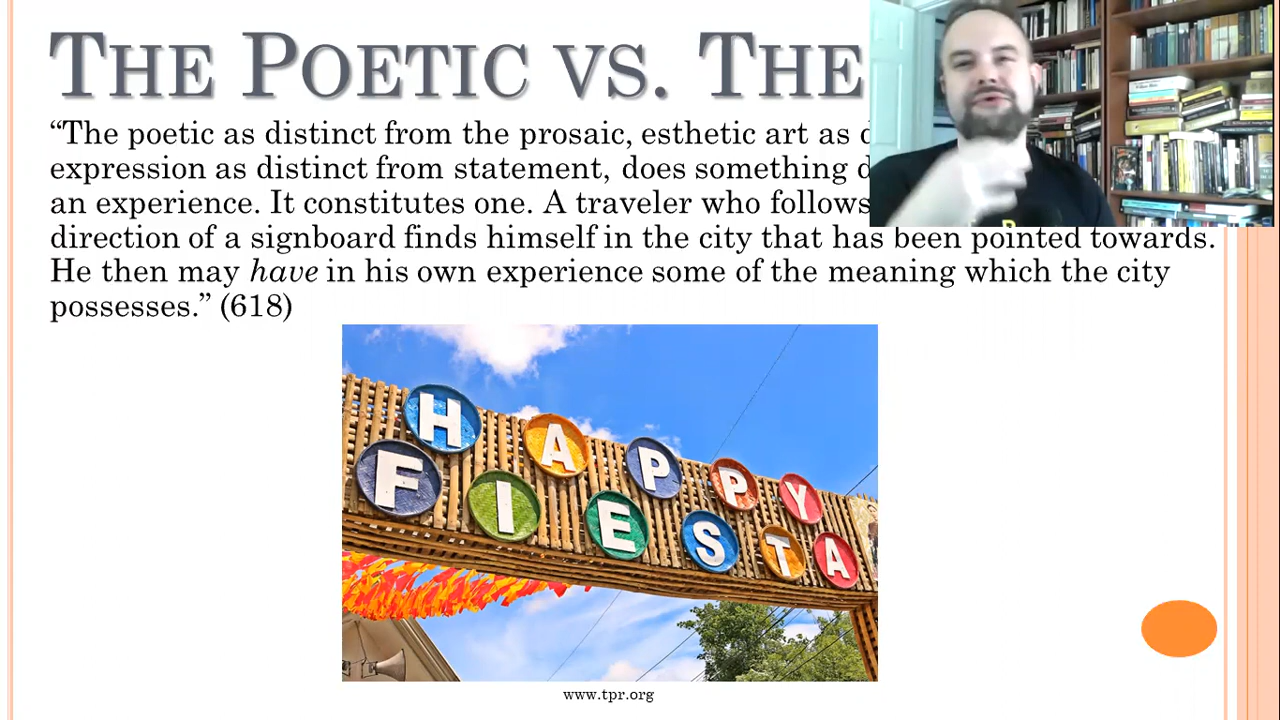 THE POETIC VS. THE
“The poetic as distinct from the prosaic, esthetic art as
expression as distinct from statement, does something
an experience. It constitutes one. A traveler who follows
direction of a signboard finds himself in the city that has been pointed towards.
He then may have in his own experience some of the meaning which the city
possesses.” (618)
H A P P Y
F I E S T A
www.tpr.org